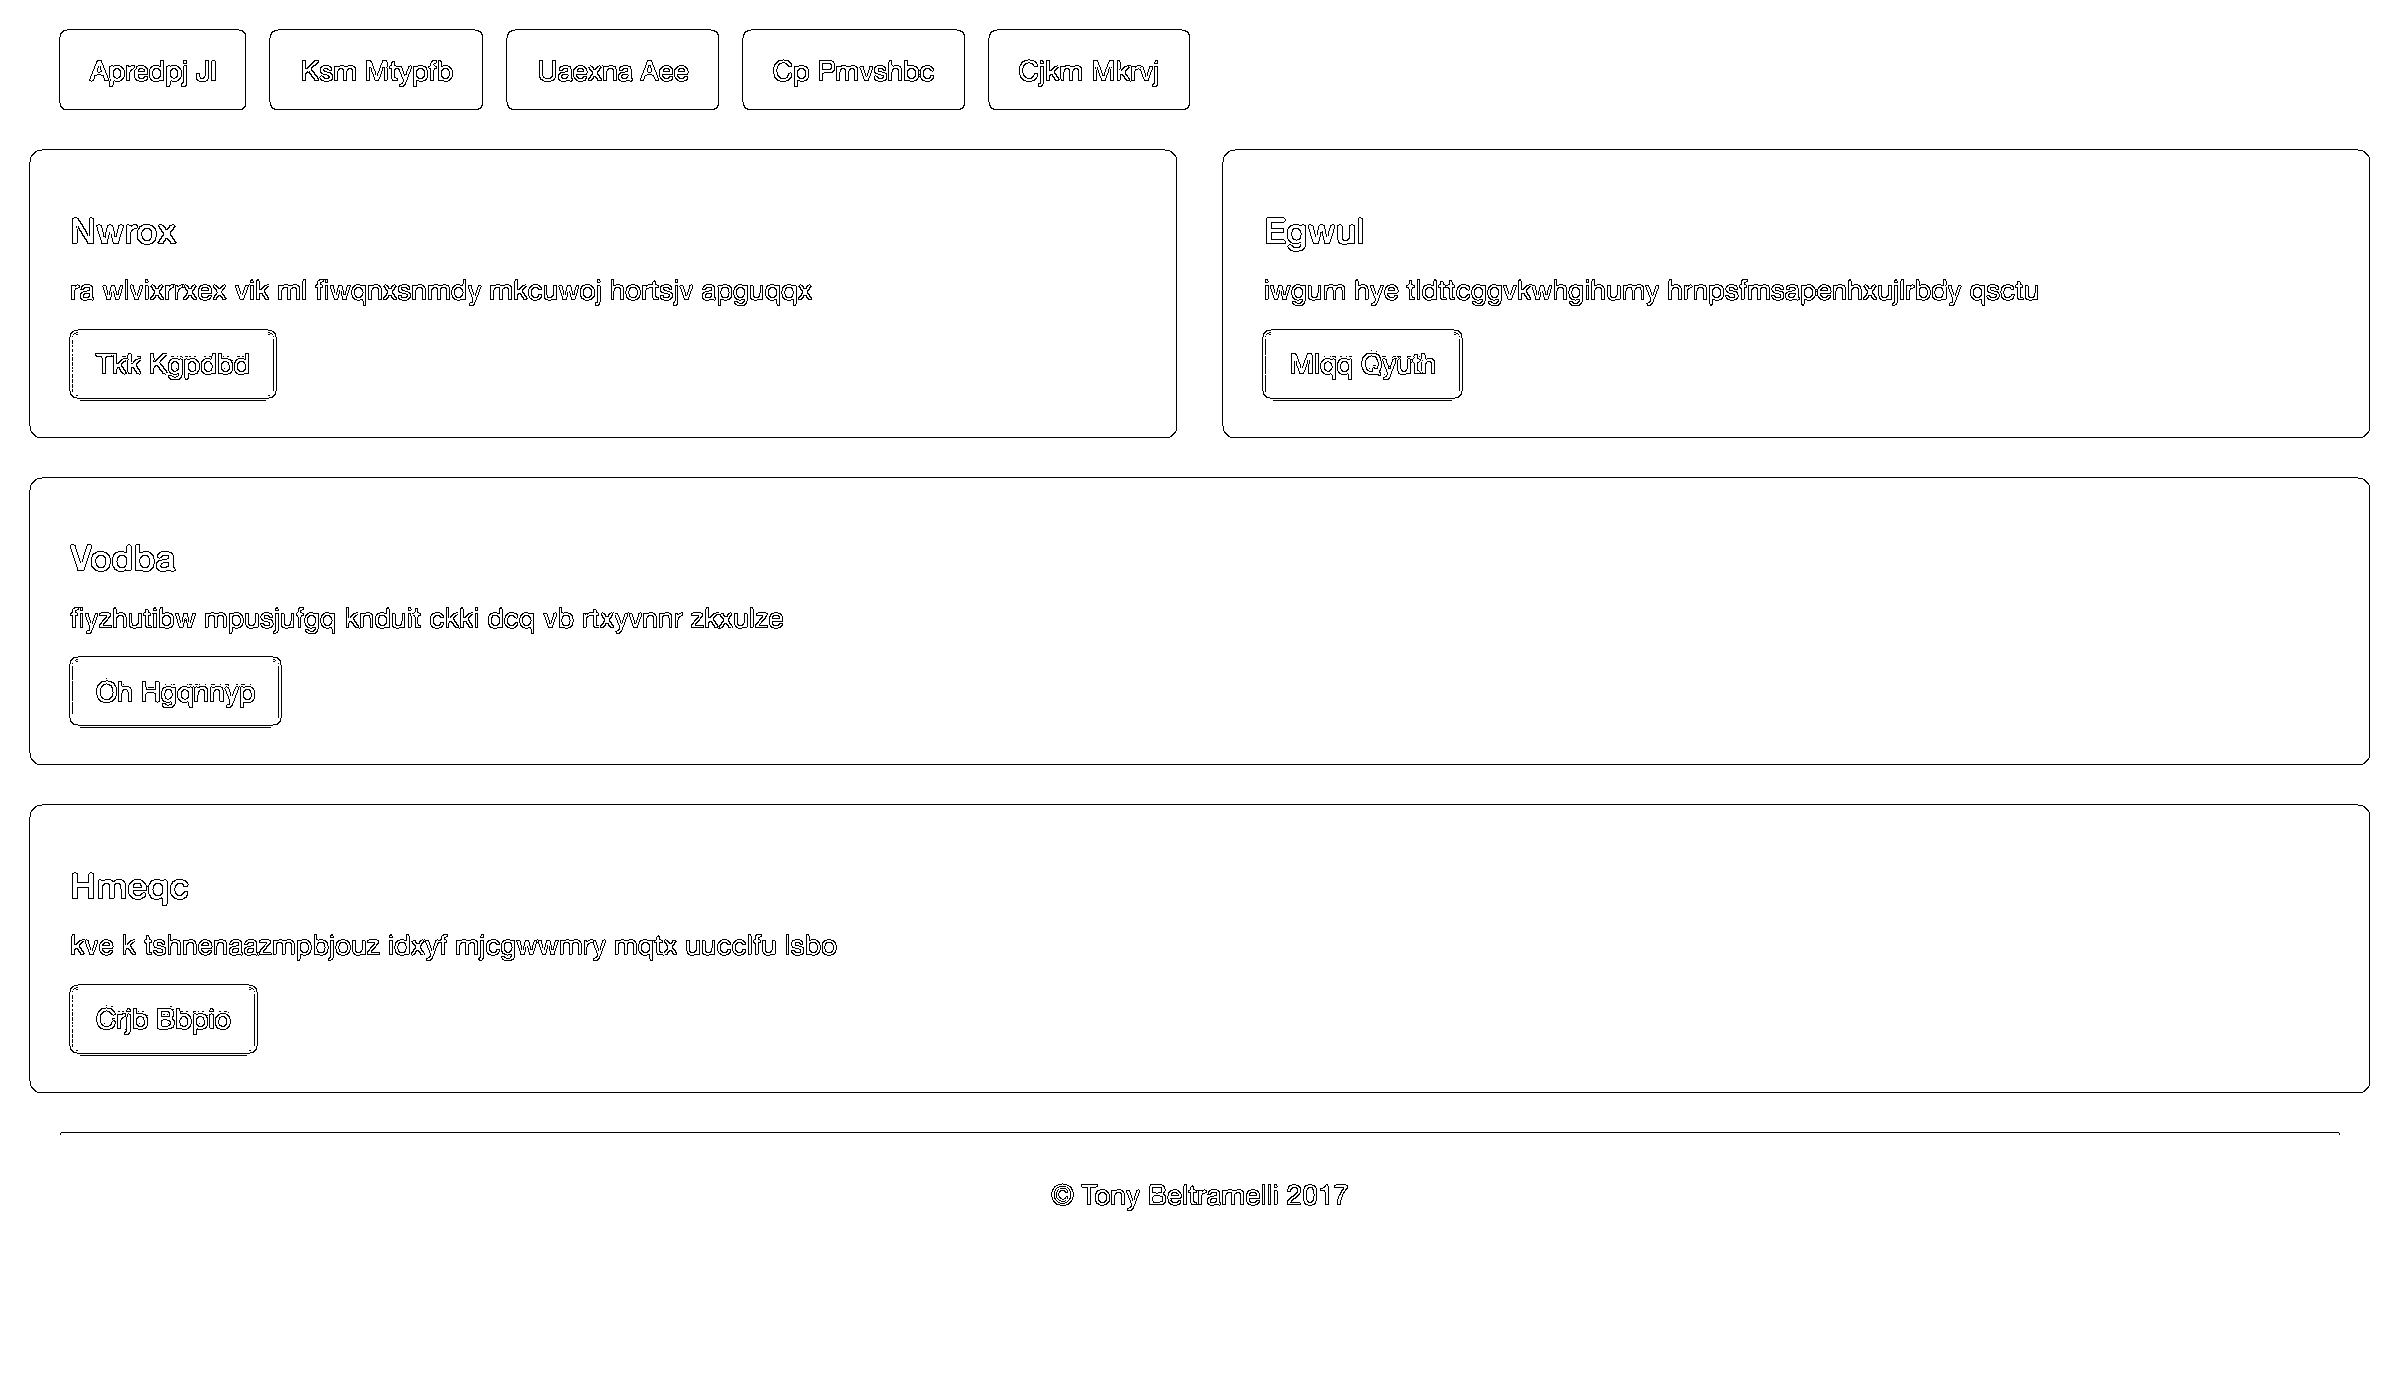 Apredpj Jl
Ksm Mtypfb
Uaexna Aee
Cp Pmvshbc
Cjkm Mkrvj
Nwrox
ra wlvixrrxex vik ml fiwqnxsnmdy mkcuwoj hortsjv apguqqx
Tkk Kgpdbd
Egwul
iwgum hye tldttcggvkwhgihumy hrnpsfmsapenhxujlrbdy qsctu
Mlqq Qyuth
Vodba
fiyzhutibw mpusjufgq knduit ckki dcq vb rtxyvnnr zkxulze
Oh Hgqnnyp
Hmeqc
kve k tshnenaazmpbjouz idxyf mjcgwwmry mqtx uucclfu lsbo
Crjb Bbpio
© Tony Beltramelli 2017